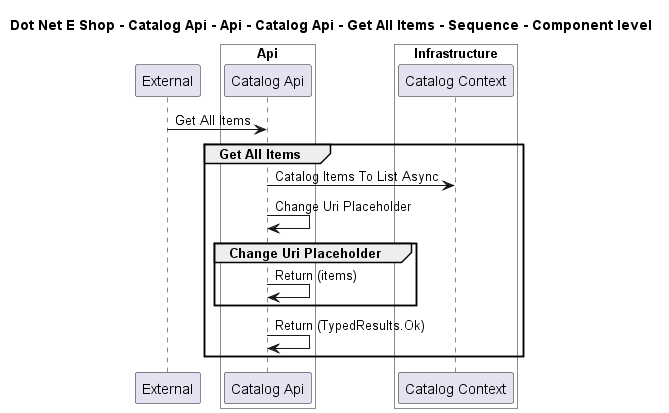 Dot Net E Shop - Catalog Api - Api - Catalog Api - Get All Items - Sequence - Component level
Api
Infrastructure
External
Catalog Api
Catalog Context
Get All Items
Get All Items
Catalog Items To List Async
Change Uri Placeholder
Change Uri Placeholder
Return (items)
Return (TypedResults.Ok)
External
Catalog Api
Catalog Context